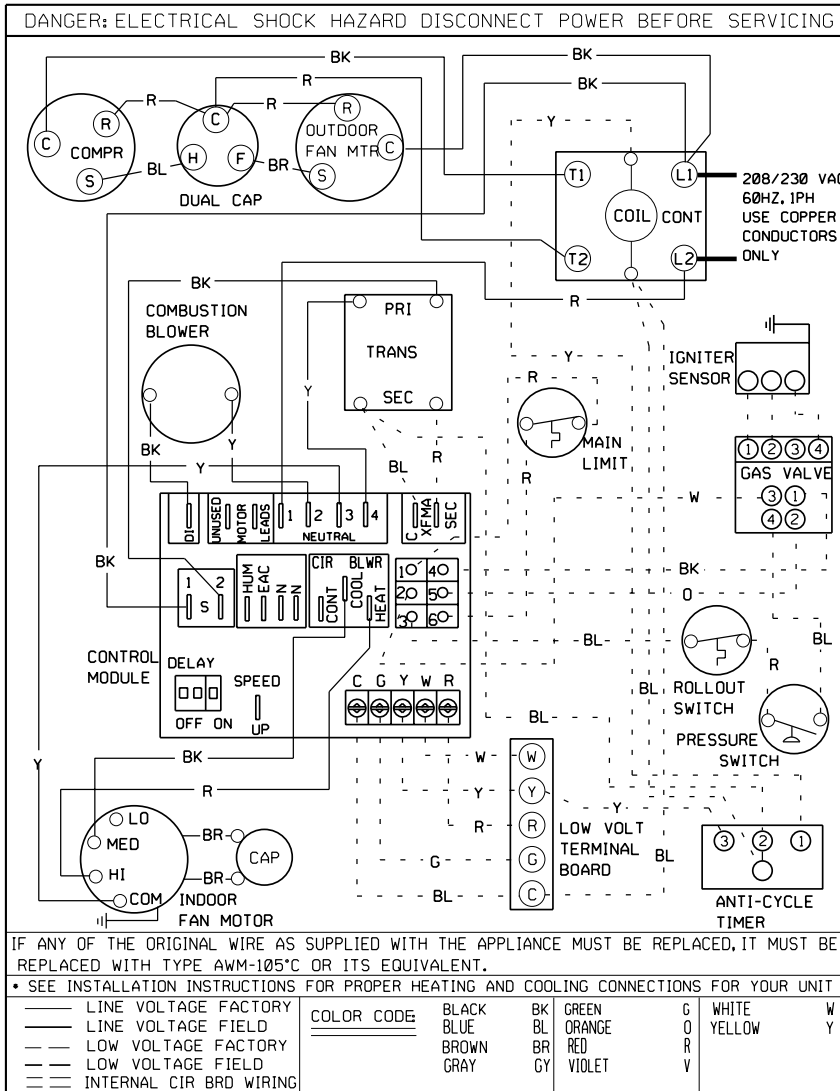 DANGER: ELECTRICAL SHOCK HAZARD DISCONNECT POWER BEFORE SERVICING
BK
BK
R
BK
R
R
C
R
Y
C
R
OUTDOOR
FAN MTR
C
COMPR
H
F
T1
L1
208/230 VAC
60HZ, 1PH
USE COPPER
CONDUCTORS
ONLY
BL
BR
S
S
DUAL CAP
COIL
CONT
T2
L2
BK
R
COMBUSTION
BLOWER
PRI
TRANS
SEC
Y
IGNITER
SENSOR
R
Y
MAIN
LIMIT
BK
Y
Y
BL
R
R
1 2 3 4
GAS VALVE
3 1
4 2
W
DI
UNUSED
MOTOR
LEADS
1 2 3 4
NEUTRAL
C
XFMA
SEC
BK
1 2
S
HUM
EAC
N
N
CIR BLWR
CONT
COOL
HEAT
1 4
2 5
3 6
BK
O
BL
BL
CONTROL
MODULE
DELAY
OFF ON
SPEED
UP
C G Y W R
BL
R
ROLLOUT
SWITCH
PRESSURE
SWITCH
BL
BK
W
W
Y
R
Y
Y
Y
LO
MED
HI
COM
BR
BR
CAP
R
R
LOW VOLT
TERMINAL
BOARD
BL
3 2 1
G
G
BL
C
INDOOR
FAN MOTOR
ANTI-CYCLE
TIMER
IF ANY OF THE ORIGINAL WIRE AS SUPPLIED WITH THE APPLIANCE MUST BE REPLACED, IT MUST BE
REPLACED WITH TYPE AWM-105°C OR ITS EQUIVALENT.
* SEE INSTALLATION INSTRUCTIONS FOR PROPER HEATING AND COOLING CONNECTIONS FOR YOUR UNIT
LINE VOLTAGE FACTORY
LINE VOLTAGE FIELD
LOW VOLTAGE FACTORY
LOW VOLTAGE FIELD
INTERNAL CIR BRD WIRING
COLOR CODE:
BLACK BK
BLUE BL
BROWN BR
GRAY GY
GREEN G
ORANGE O
RED R
VIOLET V
WHITE W
YELLOW Y